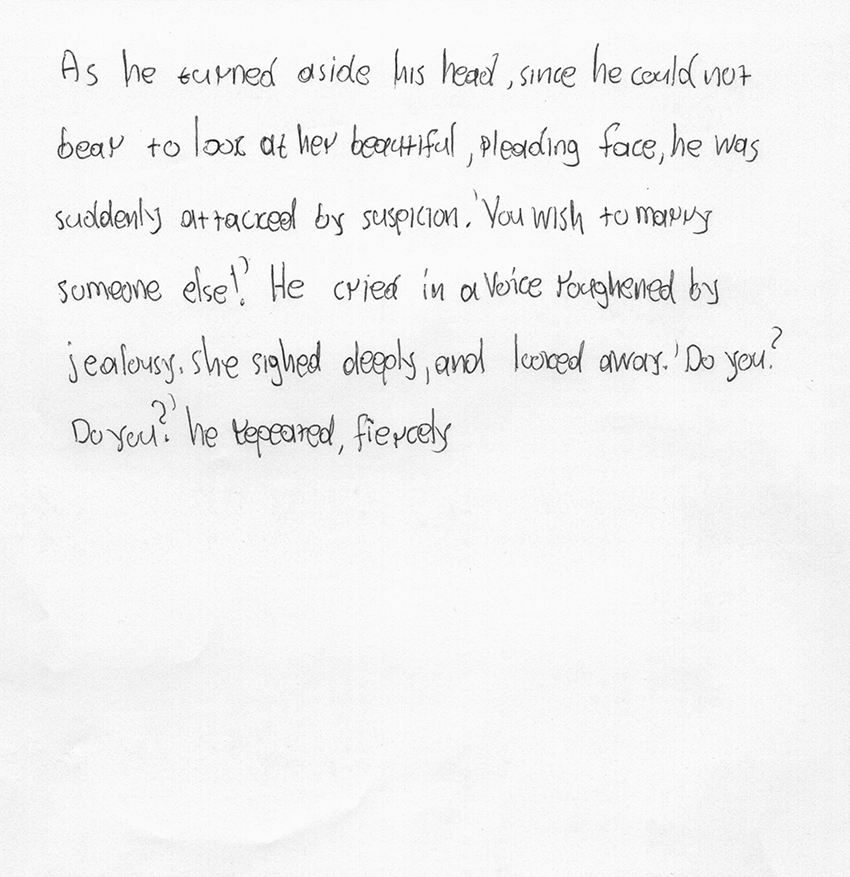 As he turned aside his head, since he could not
bear to look at her beautiful, pleading face, he was
suddenly attacked by suspicion. 'You wish to marry
someone else!' He cried in a voice roughened by
jealousy. she sighed deeply, and looked away. 'Do you?
Do you?' he repeated, fiercely